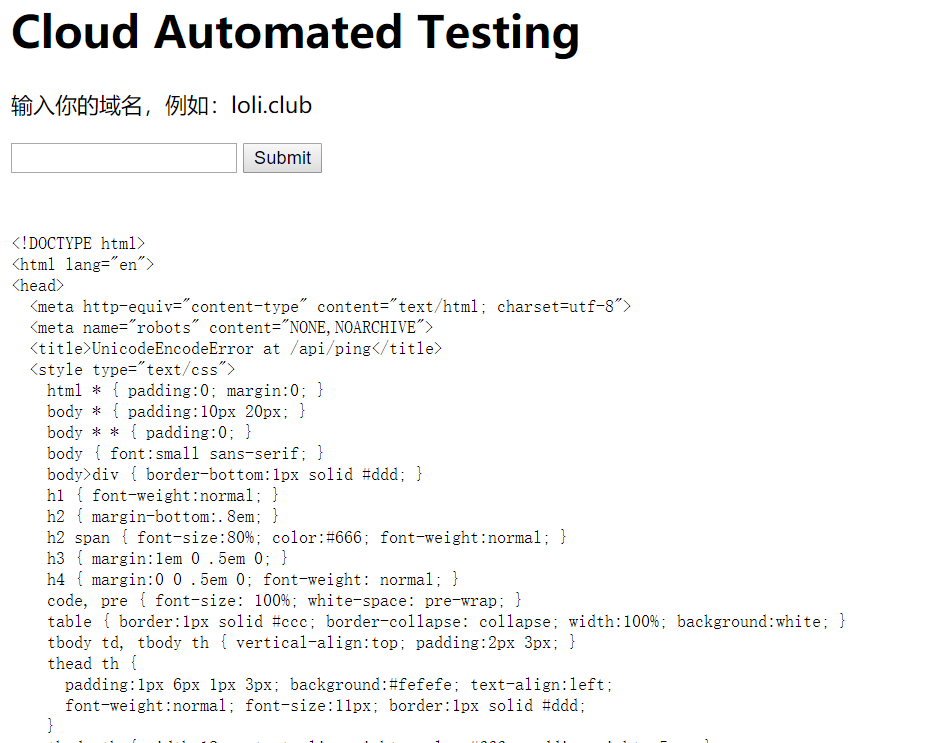 Cloud Automated Testing
输入你的域名，例如：loli.club
Submit
<!DOCTYPE html>
<html lang="en">
<head>
  <meta http-equiv="content-type" content="text/html; charset=utf-8">
  <meta name="robots" content="NONE,NOARCHIVE">
  <title>UnicodeEncodeError at /api/ping</title>
  <style type="text/css">
    html * { padding:0; margin:0; }
    body * { padding:10px 20px; }
    body * * { padding:0; }
    body { font:small sans-serif; }
    body>div { border-bottom:1px solid #ddd; }
    h1 { font-weight:normal; }
    h2 { margin-bottom:.8em; }
    h2 span { font-size:80%; color:#666; font-weight:normal; }
    h3 { margin:1em 0 .5em 0; }
    h4 { margin:0 0 .5em 0; font-weight: normal; }
    code, pre { font-size: 100%; white-space: pre-wrap; }
    table { border:1px solid #ccc; border-collapse: collapse; width:100%; background:white; }
    tbody td, tbody th { vertical-align:top; padding:2px 3px; }
    thead th {
      padding:1px 6px 1px 3px; background:#fefefe; text-align:left;
      font-weight:normal; font-size:11px; border:1px solid #ddd;
    }